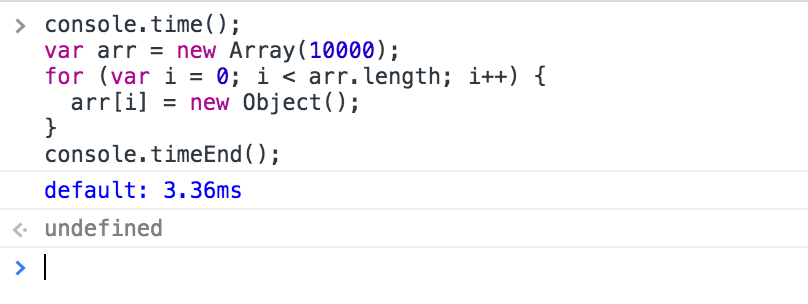 > console.time();
var arr = new Array(10000);
for (var i = 0; i < arr.length; i++) {
  arr[i] = new Object();
}
console.timeEnd();
default: 3.36ms
undefined
>